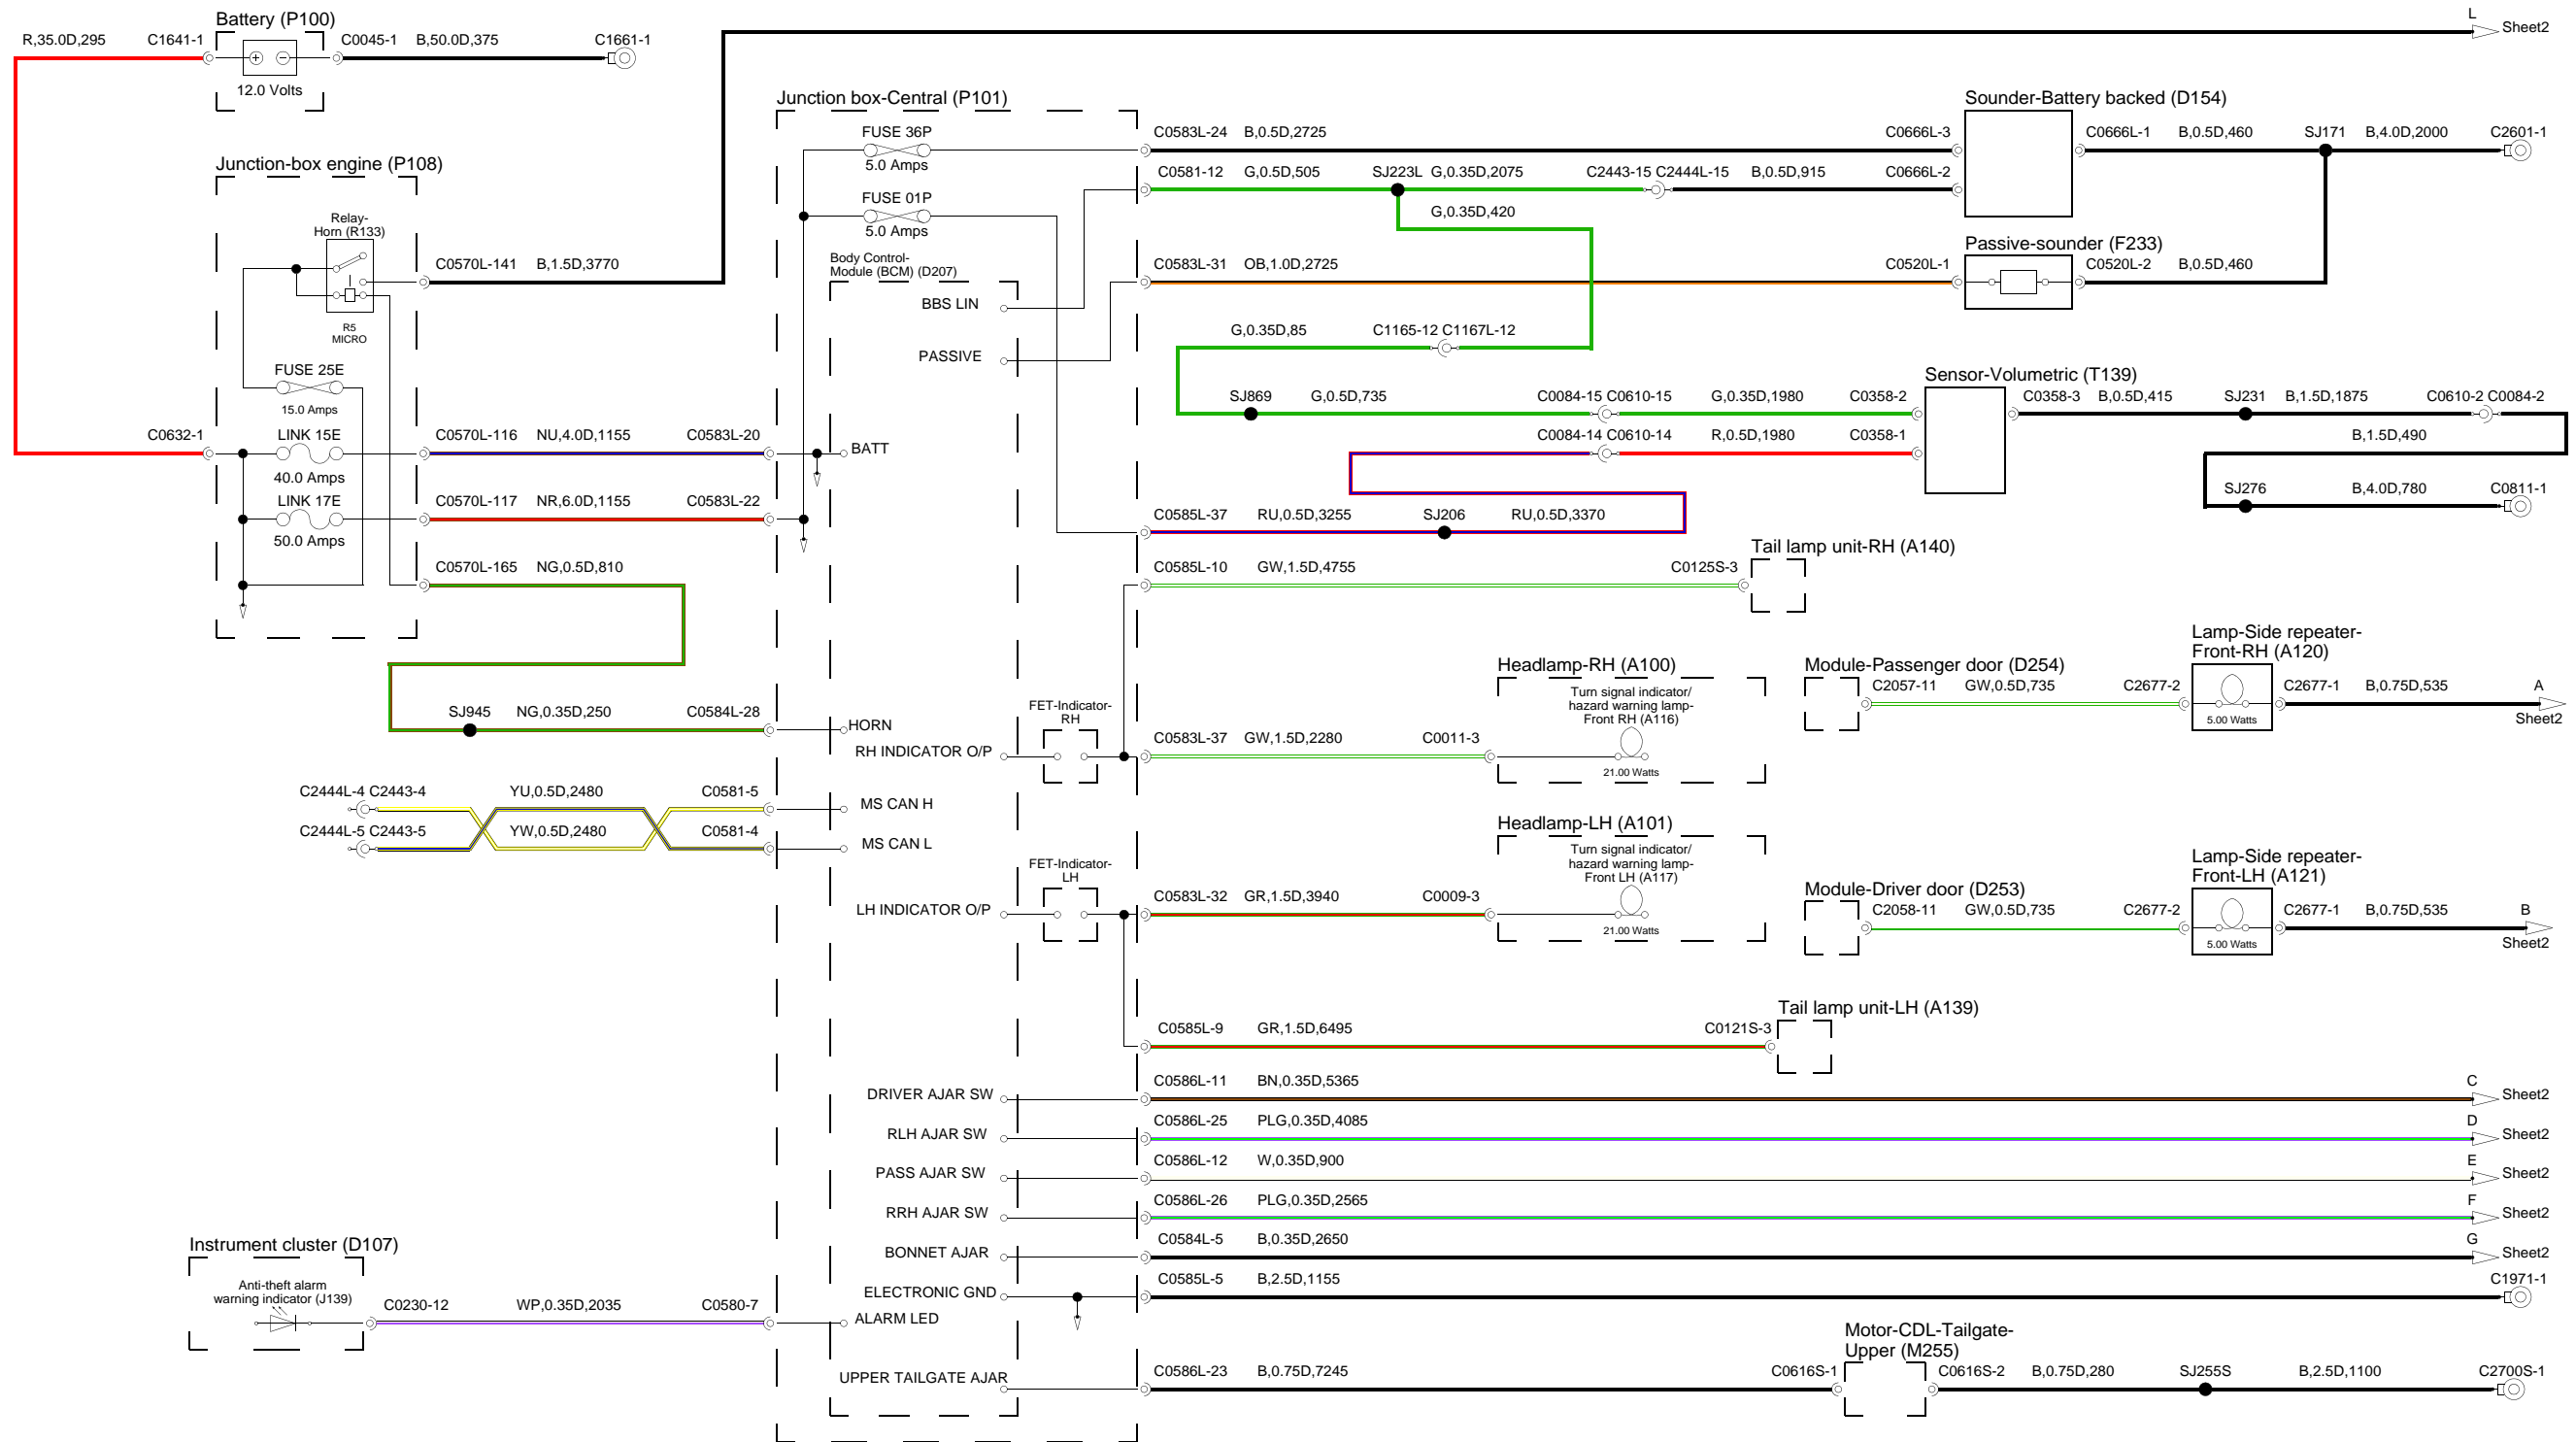 Battery (P100)
R,35.0D,295
C1641-1
C0045-1
B,50.0D,375
C1661-1
12.0 Volts
L
Sheet2
Junction-box engine (P108)
Relay-
Horn (R133)
R5
MICRO
FUSE 25E
15.0 Amps
C0632-1
LINK 15E
40.0 Amps
LINK 17E
50.0 Amps
C0570L-141
B,1.5D,3770
C0570L-116
NU,4.0D,1155
C0583L-20
C0570L-117
NR,6.0D,1155
C0583L-22
C0570L-165
NG,0.5D,810
SJ945
NG,0.35D,250
C0584L-28
C2444L-4 C2443-4
YU,0.5D,2480
C0581-5
C2444L-5 C2443-5
YW,0.5D,2480
C0581-4
Instrument cluster (D107)
Anti-theft alarm
warning indicator (J139)
C0230-12
WP,0.35D,2035
C0580-7
Junction box-Central (P101)
FUSE 36P
5.0 Amps
FUSE 01P
5.0 Amps
Body Control-
Module (BCM) (D207)
BBS LIN
PASSIVE
BATT
HORN
FET-Indicator-
RH
RH INDICATOR O/P
MS CAN H
MS CAN L
FET-Indicator-
LH
LH INDICATOR O/P
DRIVER AJAR SW
RLH AJAR SW
PASS AJAR SW
RRH AJAR SW
BONNET AJAR
ELECTRONIC GND
ALARM LED
UPPER TAILGATE AJAR
Sounder-Battery backed (D154)
C0583L-24
B,0.5D,2725
C0666L-3
C0666L-1
B,0.5D,460
SJ171
B,4.0D,2000
C2601-1
C0581-12
G,0.5D,505
SJ223L
G,0.35D,2075
C2443-15 C2444L-15
B,0.5D,915
C0666L-2
G,0.35D,420
Passive-sounder (F233)
C0583L-31
OB,1.0D,2725
C0520L-1
C0520L-2
B,0.5D,460
G,0.35D,85
C1165-12 C1167L-12
Sensor-Volumetric (T139)
SJ869
G,0.5D,735
C0084-15 C0610-15
G,0.35D,1980
C0358-2
C0358-3
B,0.5D,415
SJ231
B,1.5D,1875
C0610-2 C0084-2
C0084-14 C0610-14
R,0.5D,1980
C0358-1
B,1.5D,490
SJ276
B,4.0D,780
C0811-1
C0585L-37
RU,0.5D,3255
SJ206
RU,0.5D,3370
Tail lamp unit-RH (A140)
C0585L-10
GW,1.5D,4755
C0125S-3
Headlamp-RH (A100)
Turn signal indicator/
hazard warning lamp-
Front RH (A116)
21.00 Watts
C0583L-37
GW,1.5D,2280
C0011-3
Module-Passenger door (D254)
C2057-11
GW,0.5D,735
C2677-2
Lamp-Side repeater-
Front-RH (A120)
5.00 Watts
C2677-1
B,0.75D,535
A
Sheet2
Headlamp-LH (A101)
Turn signal indicator/
hazard warning lamp-
Front LH (A117)
21.00 Watts
C0583L-32
GR,1.5D,3940
C0009-3
Module-Driver door (D253)
C2058-11
GW,0.5D,735
C2677-2
Lamp-Side repeater-
Front-LH (A121)
5.00 Watts
C2677-1
B,0.75D,535
B
Sheet2
Tail lamp unit-LH (A139)
C0585L-9
GR,1.5D,6495
C0121S-3
C0586L-11
BN,0.35D,5365
C
Sheet2
C0586L-25
PLG,0.35D,4085
D
Sheet2
C0586L-12
W,0.35D,900
E
Sheet2
C0586L-26
PLG,0.35D,2565
F
Sheet2
C0584L-5
B,0.35D,2650
G
Sheet2
C0585L-5
B,2.5D,1155
C1971-1
Motor-CDL-Tailgate-
Upper (M255)
C0586L-23
B,0.75D,7245
C0616S-1
C0616S-2
B,0.75D,280
SJ255S
B,2.5D,1100
C2700S-1